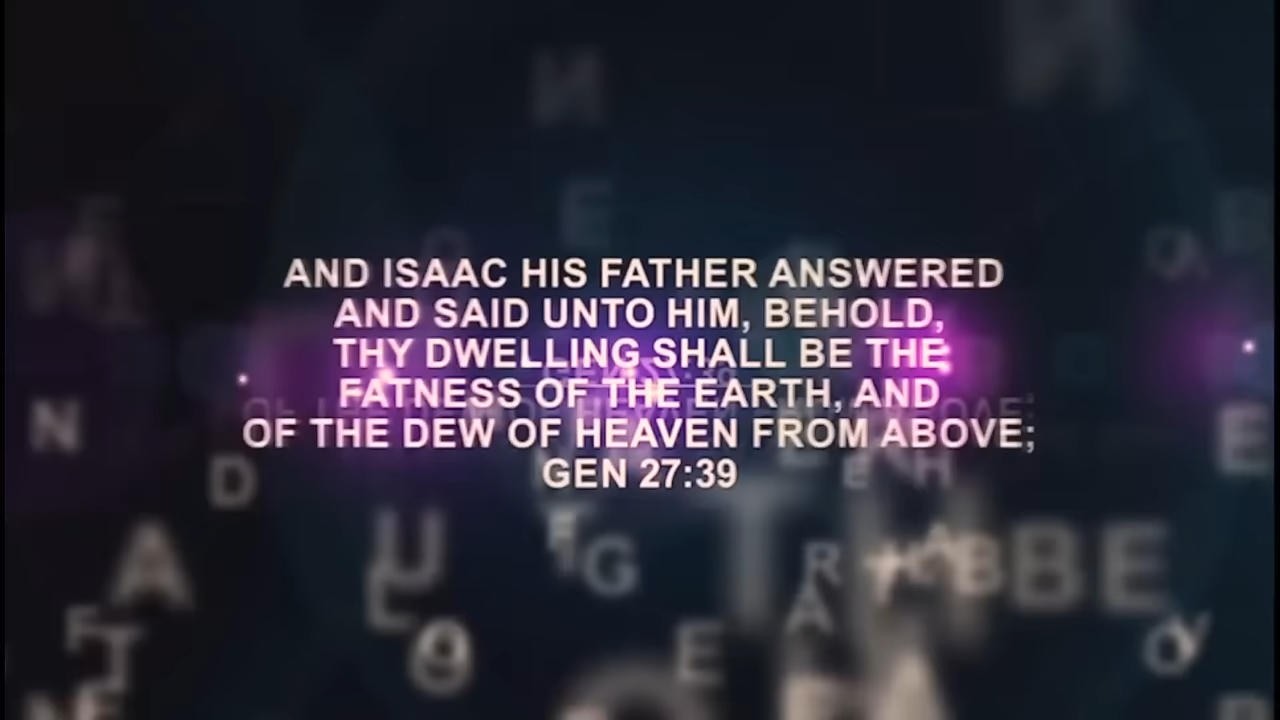 AND ISAAC HIS FATHER ANSWERED
AND SAID UNTO HIM, BEHOLD,
THY DWELLING SHALL BE THE
FATNESS OF THE EARTH, AND
OF THE DEW OF HEAVEN FROM ABOVE;
GEN 27:39